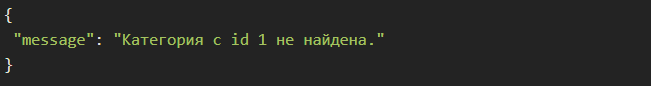 {
"message": "Категория с id 1 не найдена."
}